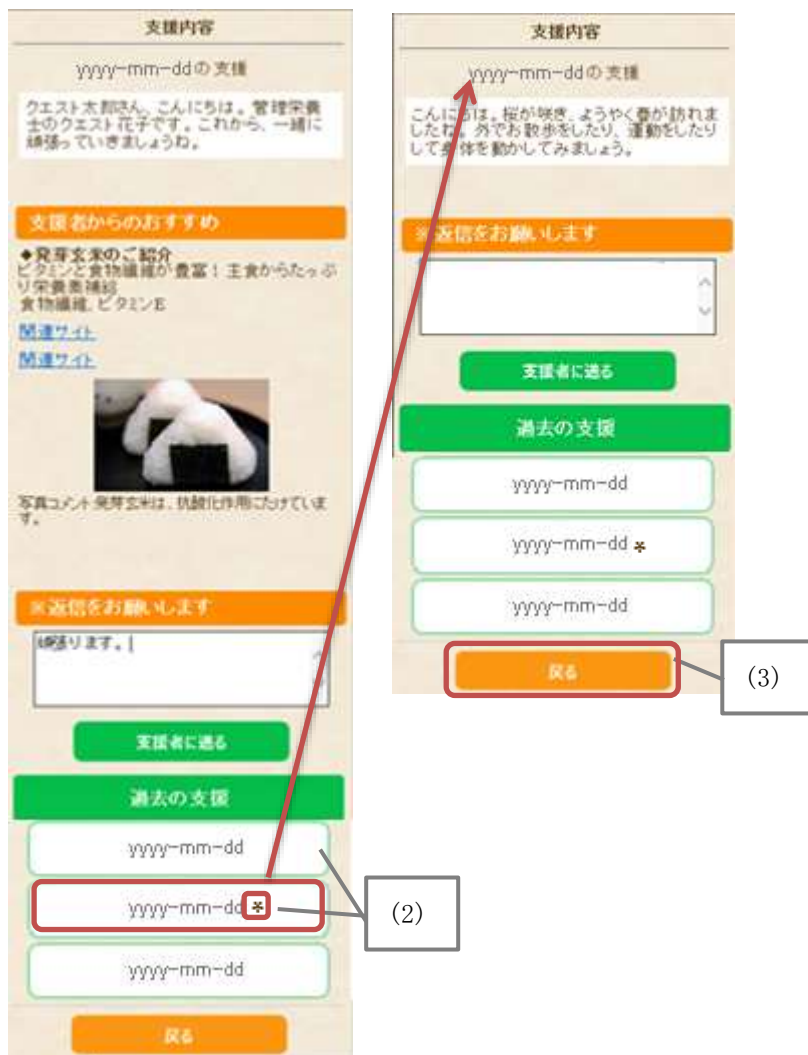 支援内容
yyyy-mm-ddの支援
クエスト太郎さん、こんにちは。管理栄養
士のクエスト花子です。これから、一緒に
頑張っていきましょうね。
支援者からのおすすめ
◆発芽玄米のご紹介
ビタミンと食物繊維が豊富！主食からたっぷ
り栄養素補給
食物繊維、ビタミンE
関連サイト
関連サイト
写真コメント 発芽玄米は、抗酸化作用にたけていま
す。
※返信をお願いします
頑張ります。
支援者に送る
過去の支援
yyyy-mm-dd
yyyy-mm-dd *
yyyy-mm-dd
戻る
(2)
支援内容
yyyy-mm-ddの支援
こんにちは。桜が咲き、ようやく春が訪れま
したね。外でお散歩をしたり、運動をしたり
して身体を動かしてみましょう。
※返信をお願いします
支援者に送る
過去の支援
yyyy-mm-dd
yyyy-mm-dd *
yyyy-mm-dd
戻る
(3)